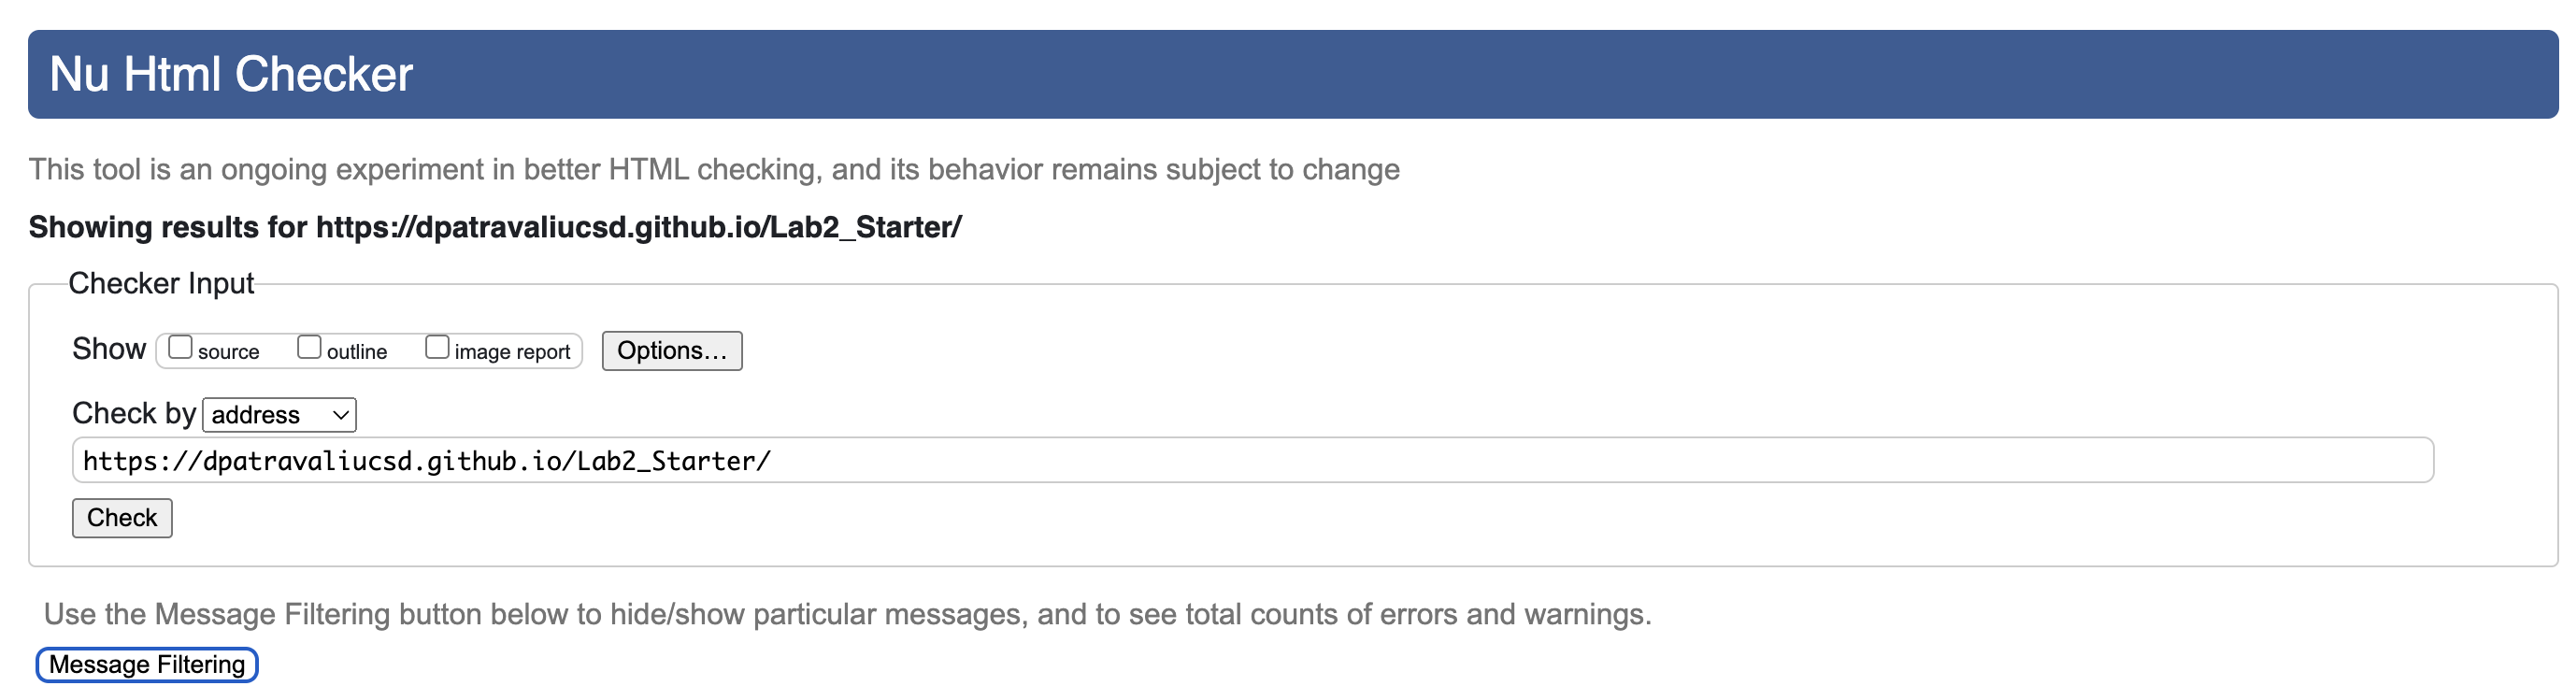 Nu Html Checker
This tool is an ongoing experiment in better HTML checking, and its behavior remains subject to change
Showing results for https://dpatravaliucsd.github.io/Lab2_Starter/
Checker Input
Show source outline image report Options...
Check by address
https://dpatravaliucsd.github.io/Lab2_Starter/
Check
Use the Message Filtering button below to hide/show particular messages, and to see total counts of errors and warnings.
Message Filtering